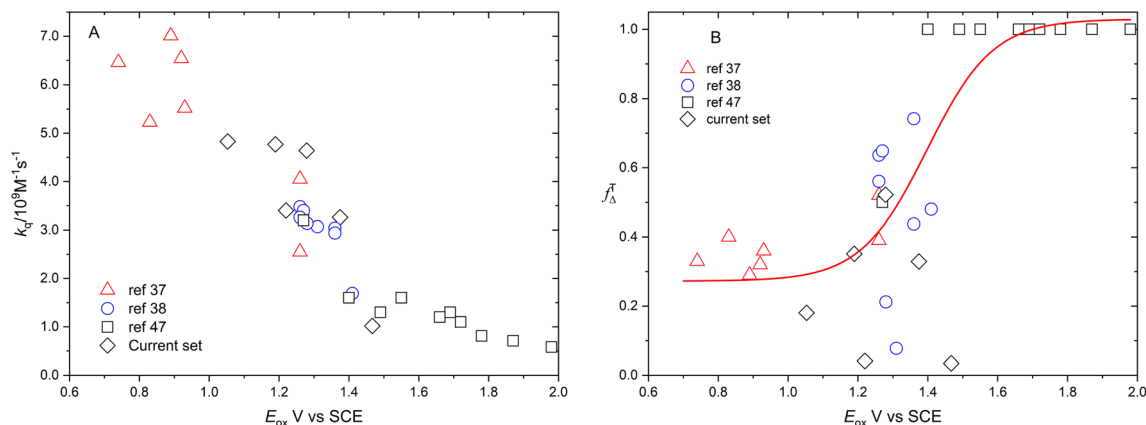 A
7.0
6.0
5.0
4.0
3.0
2.0
1.0
0.0
k_q/10⁹M⁻¹s⁻¹
ref 37
ref 38
ref 47
Current set
0.6 0.8 1.0 1.2 1.4 1.6 1.8 2.0
E_ox V vs SCE
B
1.0
0.8
0.6
0.4
0.2
0.0
f_Δ^T
ref 37
ref 38
ref 47
current set
0.6 0.8 1.0 1.2 1.4 1.6 1.8 2.0
E_ox V vs SCE